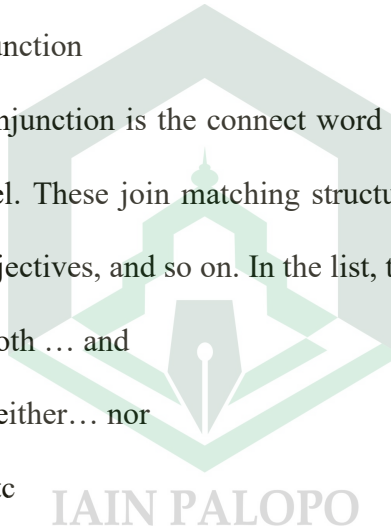 unction
njunction is the connect word
el. These join matching structu
jectives, and so on. In the list, t
oth … and
either… nor
tc
IAIN PALOPO